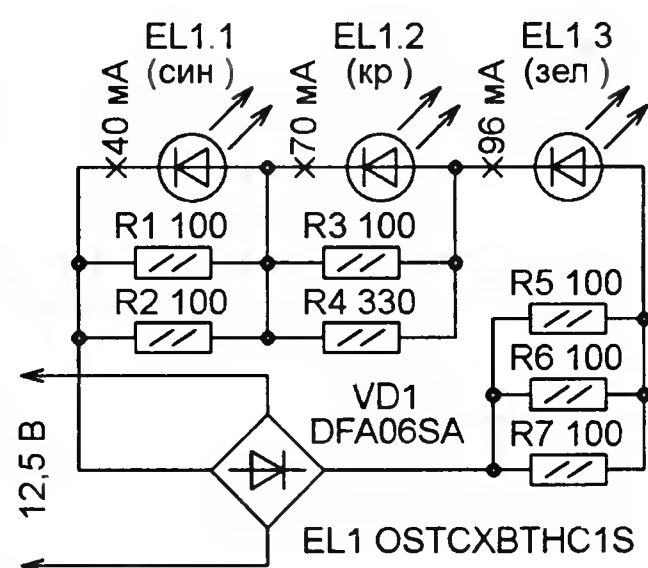 EL1.1 EL1.2 EL1 3
(син ) (кр ) (зел )
40 мА 70 мА 96 мА
R1 100 R3 100
R2 100 R4 330
R5 100
R6 100
R7 100
VD1
DFA06SA
12,5 В
EL1 OSTCXBTHC1S